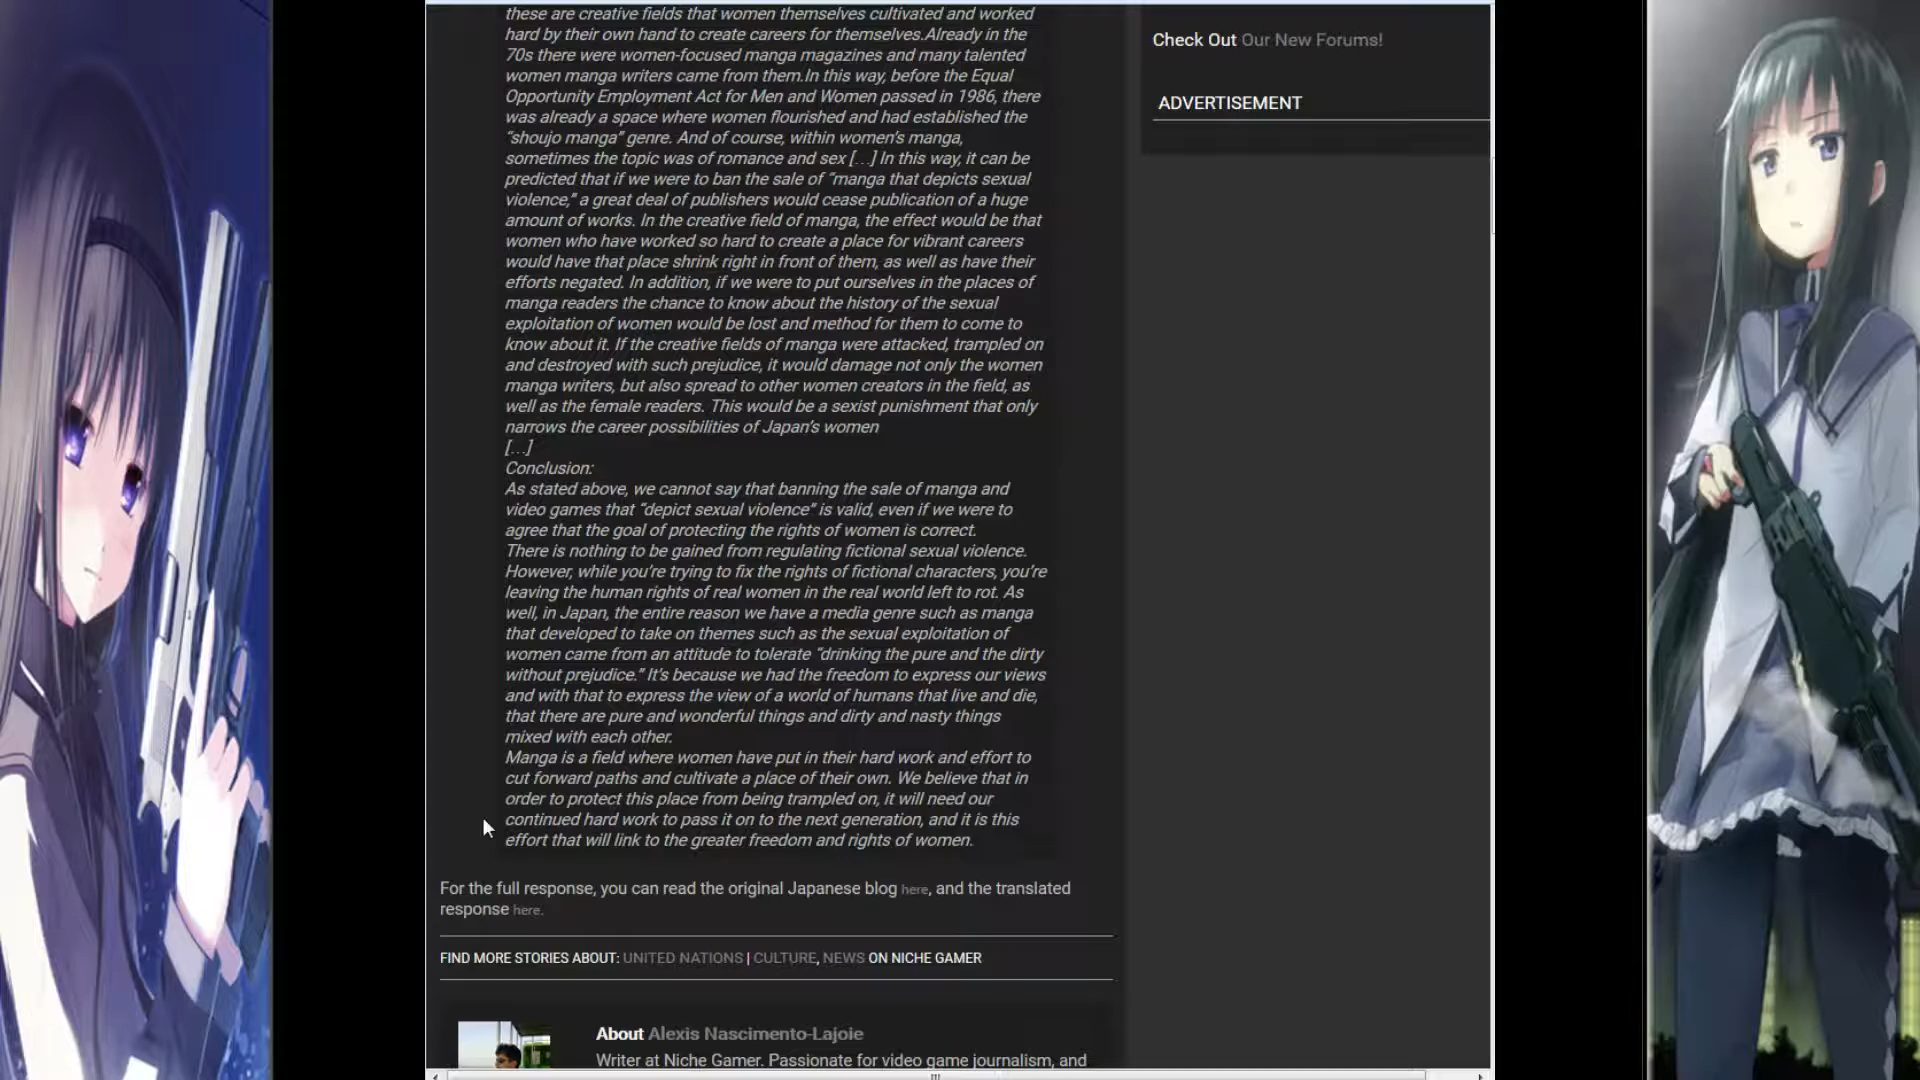 these are creative fields that women themselves cultivated and worked
hard by their own hand to create careers for themselves.Already in the
70s there were women-focused manga magazines and many talented
women manga writers came from them.In this way, before the Equal
Opportunity Employment Act for Men and Women passed in 1986, there
was already a space where women flourished and had established the
“shoujo manga” genre. And of course, within women’s manga,
sometimes the topic was of romance and sex […] In this way, it can be
predicted that if we were to ban the sale of “manga that depicts sexual
violence,” a great deal of publishers would cease publication of a huge
amount of works. In the creative field of manga, the effect would be that
women who have worked so hard to create a place for vibrant careers
would have that place shrink right in front of them, as well as have their
efforts negated. In addition, if we were to put ourselves in the places of
manga readers the chance to know about the history of the sexual
exploitation of women would be lost and method for them to come to
know about it. If the creative fields of manga were attacked, trampled on
and destroyed with such prejudice, it would damage not only the women
manga writers, but also spread to other women creators in the field, as
well as the female readers. This would be a sexist punishment that only
narrows the career possibilities of Japan’s women
[…]
Conclusion:
As stated above, we cannot say that banning the sale of manga and
video games that “depict sexual violence” is valid, even if we were to
agree that the goal of protecting the rights of women is correct.
There is nothing to be gained from regulating fictional sexual violence.
However, while you’re trying to fix the rights of fictional characters, you’re
leaving the human rights of real women in the real world left to rot. As
well, in Japan, the entire reason we have a media genre such as manga
that developed to take on themes such as the sexual exploitation of
women came from an attitude to tolerate “drinking the pure and the dirty
without prejudice.” It’s because we had the freedom to express our views
and with that to express the view of a world of humans that live and die,
that there are pure and wonderful things and dirty and nasty things
mixed with each other.
Manga is a field where women have put in their hard work and effort to
cut forward paths and cultivate a place of their own. We believe that in
order to protect this place from being trampled on, it will need our
continued hard work to pass it on to the next generation, and it is this
effort that will link to the greater freedom and rights of women.
For the full response, you can read the original Japanese blog here, and the translated
response here.
FIND MORE STORIES ABOUT: UNITED NATIONS | CULTURE, NEWS ON NICHE GAMER
About Alexis Nascimento-Lajoie
Writer at Niche Gamer. Passionate for video game journalism, and
Check Out Our New Forums!
ADVERTISEMENT